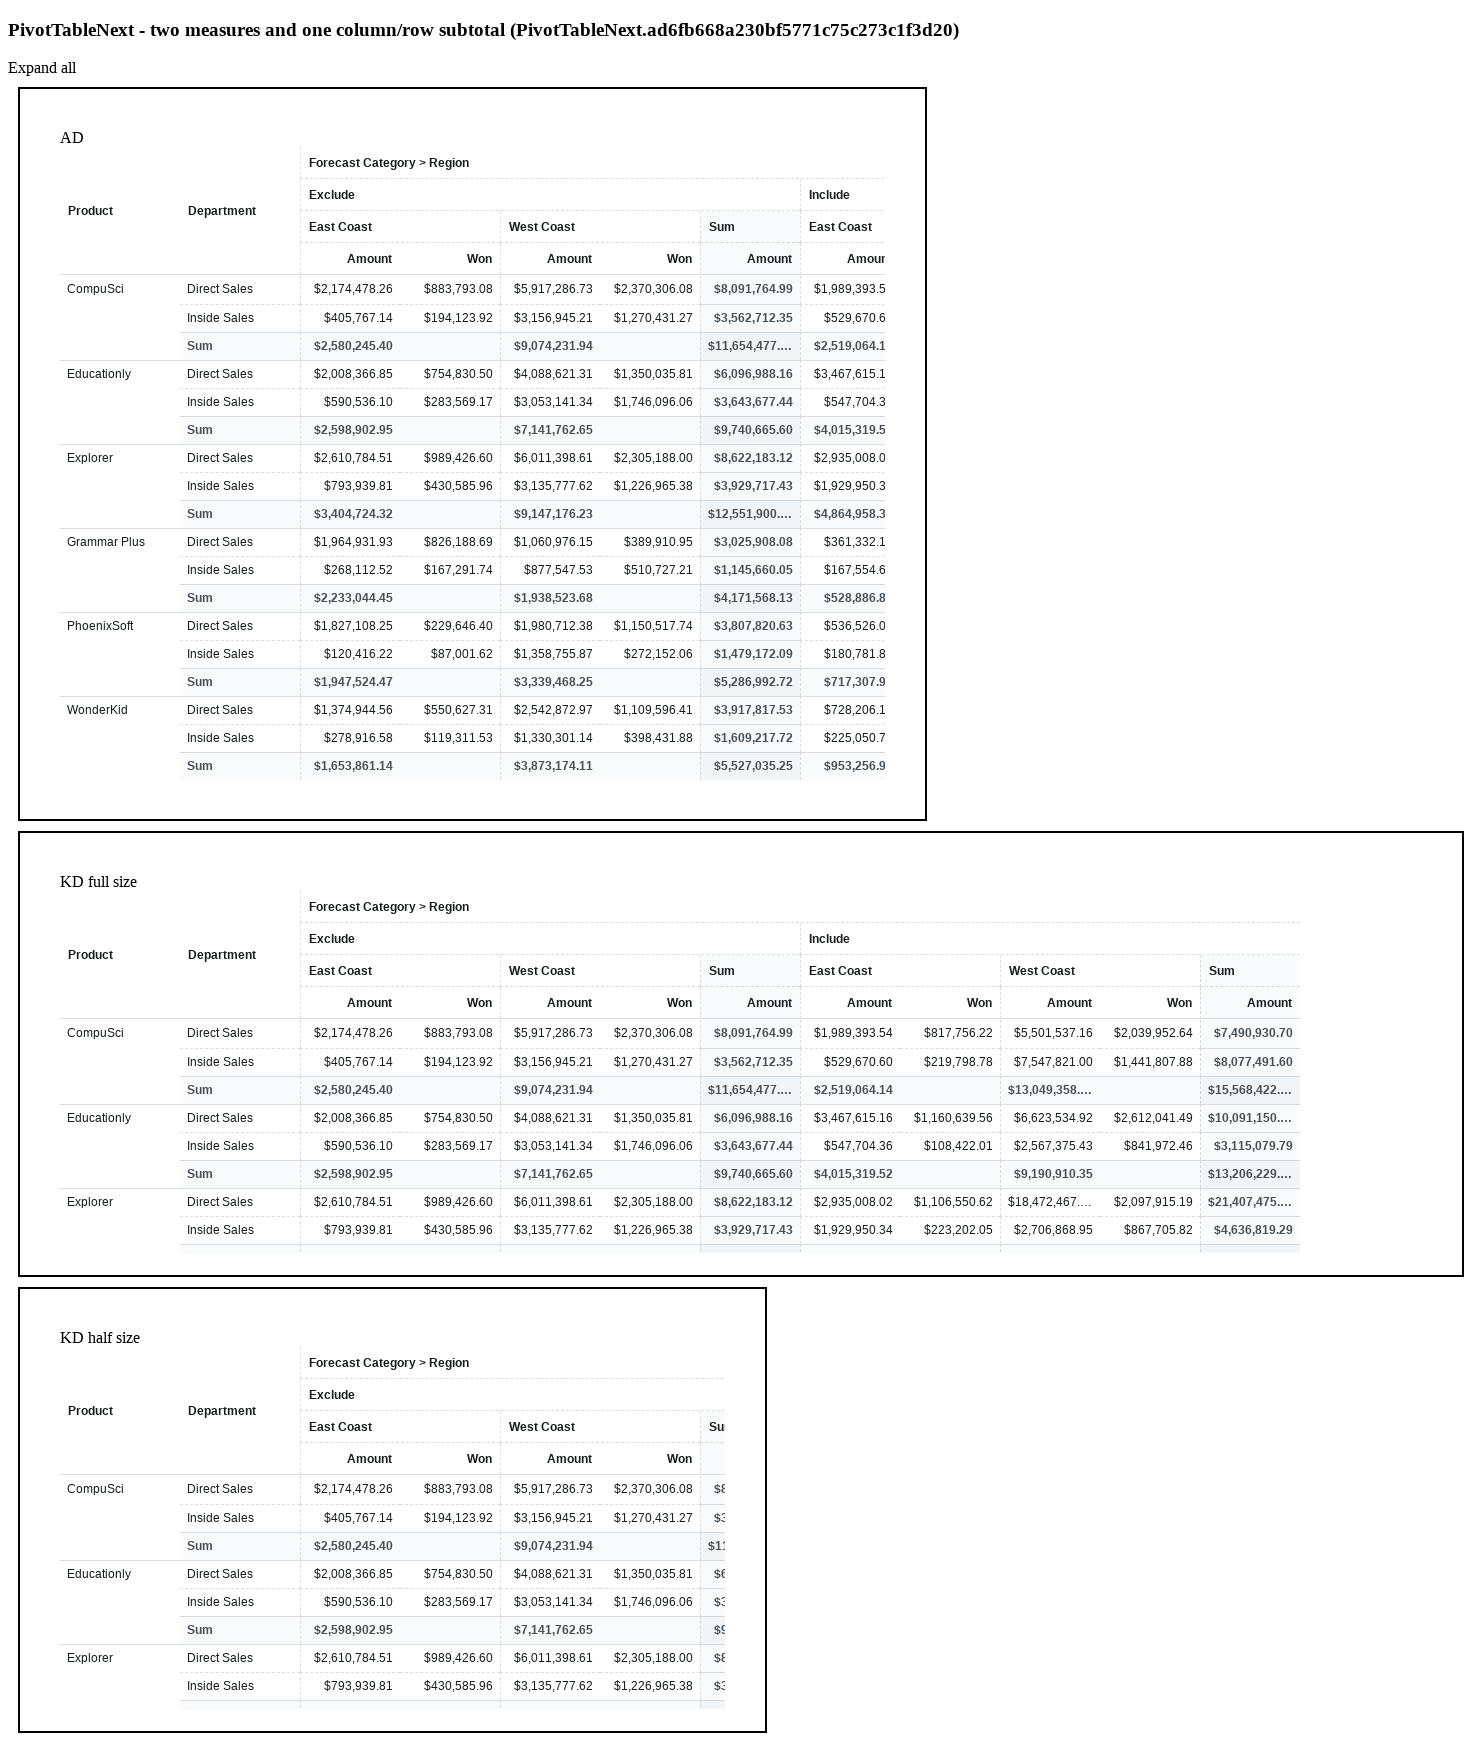 PivotTableNext - two measures and one column/row subtotal (PivotTableNext.ad6fb668a230bf5771c75c273c1f3d20)
Expand all
AD
Forecast Category > Region
Exclude Include
Product Department
East Coast West Coast Sum East Coast
Amount Won Amount Won Amount Amoun
CompuSci Direct Sales $2,174,478.26 $883,793.08 $5,917,286.73 $2,370,306.08 $8,091,764.99 $1,989,393.5
Inside Sales $405,767.14 $194,123.92 $3,156,945.21 $1,270,431.27 $3,562,712.35 $529,670.6
Sum $2,580,245.40 $9,074,231.94 $11,654,477.… $2,519,064.1
Educationly Direct Sales $2,008,366.85 $754,830.50 $4,088,621.31 $1,350,035.81 $6,096,988.16 $3,467,615.1
Inside Sales $590,536.10 $283,569.17 $3,053,141.34 $1,746,096.06 $3,643,677.44 $547,704.3
Sum $2,598,902.95 $7,141,762.65 $9,740,665.60 $4,015,319.5
Explorer Direct Sales $2,610,784.51 $989,426.60 $6,011,398.61 $2,305,188.00 $8,622,183.12 $2,935,008.0
Inside Sales $793,939.81 $430,585.96 $3,135,777.62 $1,226,965.38 $3,929,717.43 $1,929,950.3
Sum $3,404,724.32 $9,147,176.23 $12,551,900.… $4,864,958.3
Grammar Plus Direct Sales $1,964,931.93 $826,188.69 $1,060,976.15 $389,910.95 $3,025,908.08 $361,332.1
Inside Sales $268,112.52 $167,291.74 $877,547.53 $510,727.21 $1,145,660.05 $167,554.6
Sum $2,233,044.45 $1,938,523.68 $4,171,568.13 $528,886.8
PhoenixSoft Direct Sales $1,827,108.25 $229,646.40 $1,980,712.38 $1,150,517.74 $3,807,820.63 $536,526.0
Inside Sales $120,416.22 $87,001.62 $1,358,755.87 $272,152.06 $1,479,172.09 $180,781.8
Sum $1,947,524.47 $3,339,468.25 $5,286,992.72 $717,307.9
WonderKid Direct Sales $1,374,944.56 $550,627.31 $2,542,872.97 $1,109,596.41 $3,917,817.53 $728,206.1
Inside Sales $278,916.58 $119,311.53 $1,330,301.14 $398,431.88 $1,609,217.72 $225,050.7
Sum $1,653,861.14 $3,873,174.11 $5,527,035.25 $953,256.9
KD full size
Forecast Category > Region
Exclude Include
Product Department
East Coast West Coast Sum East Coast West Coast Sum
Amount Won Amount Won Amount Amount Won Amount Won Amount
CompuSci Direct Sales $2,174,478.26 $883,793.08 $5,917,286.73 $2,370,306.08 $8,091,764.99 $1,989,393.54 $817,756.22 $5,501,537.16 $2,039,952.64 $7,490,930.70
Inside Sales $405,767.14 $194,123.92 $3,156,945.21 $1,270,431.27 $3,562,712.35 $529,670.60 $219,798.78 $7,547,821.00 $1,441,807.88 $8,077,491.60
Sum $2,580,245.40 $9,074,231.94 $11,654,477.… $2,519,064.14 $13,049,358.… $15,568,422.…
Educationly Direct Sales $2,008,366.85 $754,830.50 $4,088,621.31 $1,350,035.81 $6,096,988.16 $3,467,615.16 $1,160,639.56 $6,623,534.92 $2,612,041.49 $10,091,150.…
Inside Sales $590,536.10 $283,569.17 $3,053,141.34 $1,746,096.06 $3,643,677.44 $547,704.36 $108,422.01 $2,567,375.43 $841,972.46 $3,115,079.79
Sum $2,598,902.95 $7,141,762.65 $9,740,665.60 $4,015,319.52 $9,190,910.35 $13,206,229.…
Explorer Direct Sales $2,610,784.51 $989,426.60 $6,011,398.61 $2,305,188.00 $8,622,183.12 $2,935,008.02 $1,106,550.62 $18,472,467.… $2,097,915.19 $21,407,475.…
Inside Sales $793,939.81 $430,585.96 $3,135,777.62 $1,226,965.38 $3,929,717.43 $1,929,950.34 $223,202.05 $2,706,868.95 $867,705.82 $4,636,819.29
KD half size
Forecast Category > Region
Exclude
Product Department
East Coast West Coast Su
Amount Won Amount Won
CompuSci Direct Sales $2,174,478.26 $883,793.08 $5,917,286.73 $2,370,306.08 $8
Inside Sales $405,767.14 $194,123.92 $3,156,945.21 $1,270,431.27 $3
Sum $2,580,245.40 $9,074,231.94 $11
Educationly Direct Sales $2,008,366.85 $754,830.50 $4,088,621.31 $1,350,035.81 $6
Inside Sales $590,536.10 $283,569.17 $3,053,141.34 $1,746,096.06 $3
Sum $2,598,902.95 $7,141,762.65 $9
Explorer Direct Sales $2,610,784.51 $989,426.60 $6,011,398.61 $2,305,188.00 $8
Inside Sales $793,939.81 $430,585.96 $3,135,777.62 $1,226,965.38 $3